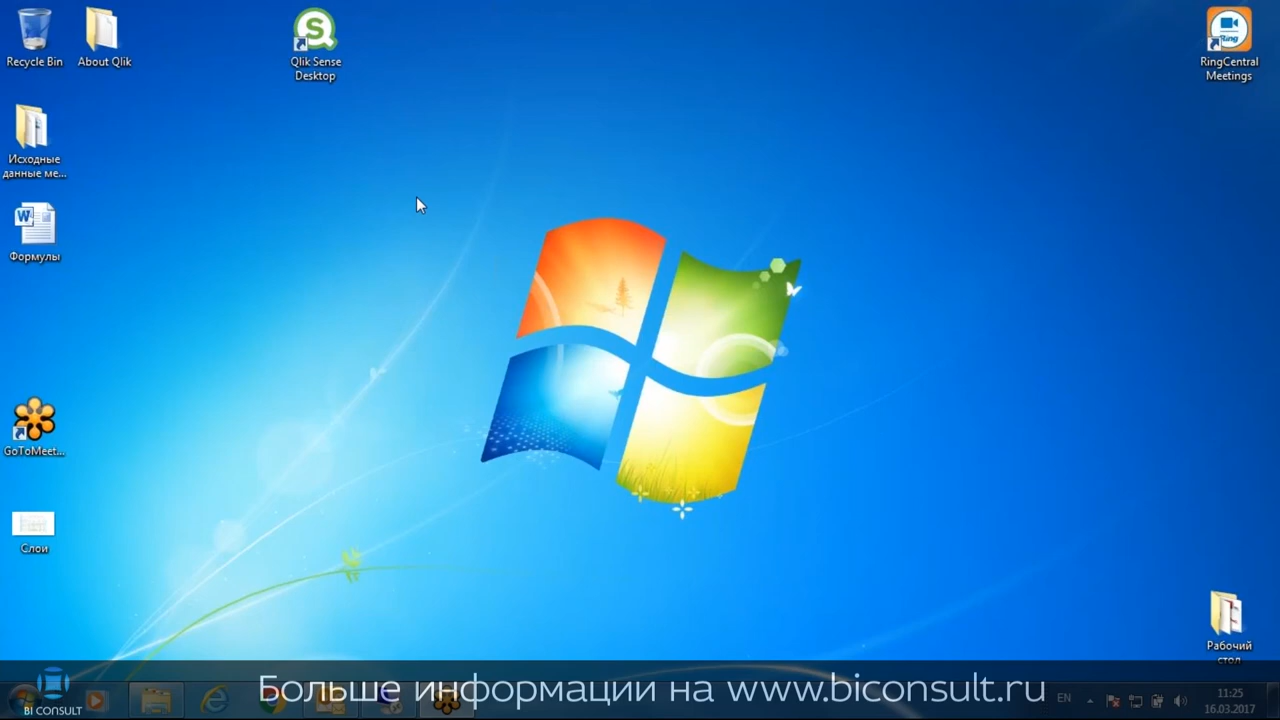 Recycle Bin
About Qlik
Qlik Sense
Desktop
Ring
RingCentral
Meetings
Исходные
данные ме...
W
Формулы
GoToMeet...
Слои
Рабочий
стол
BI CONSULT
Больше информации на www.biconsult.ru
EN
11:25
16.03.2017